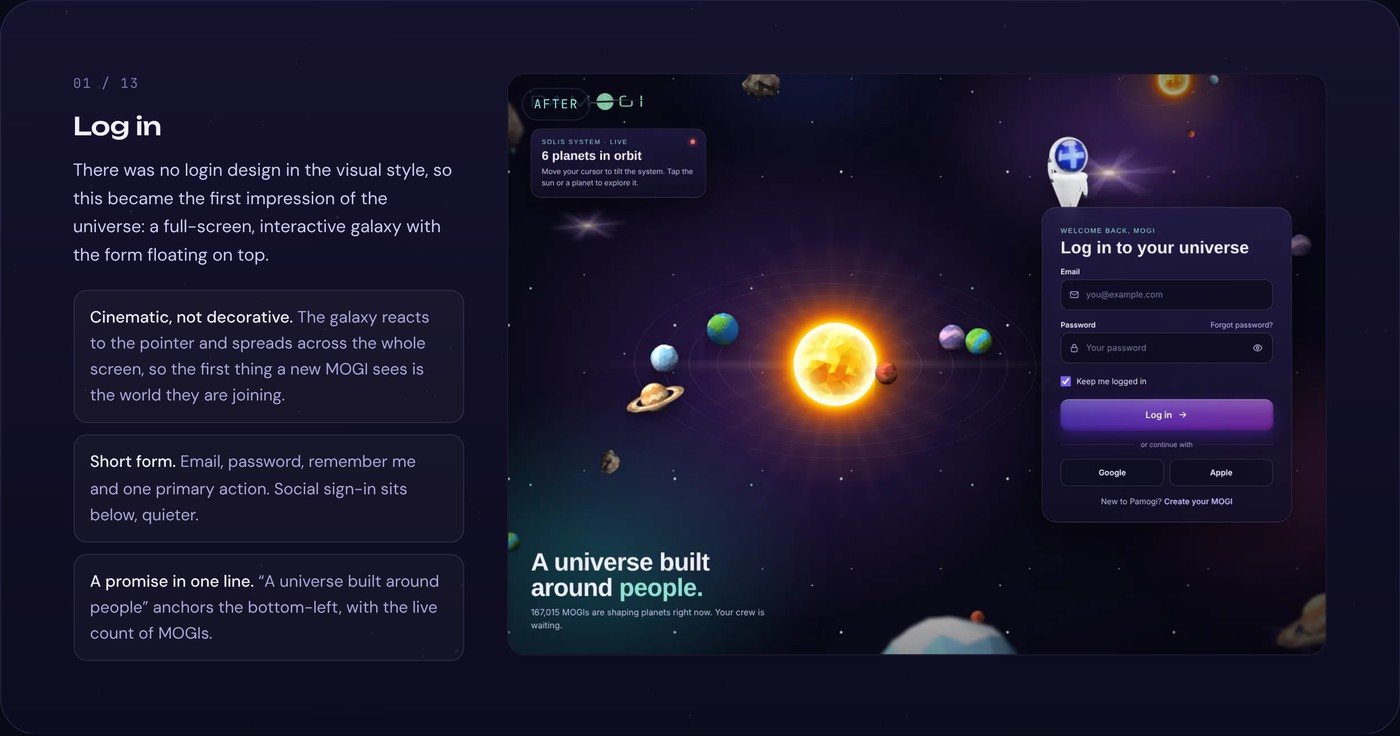 01 / 13
Log in
There was no login design in the visual style, so
this became the first impression of the
universe: a full-screen, interactive galaxy with
the form floating on top.
Cinematic, not decorative. The galaxy reacts
to the pointer and spreads across the whole
screen, so the first thing a new MOGI sees is
the world they are joining.
Short form. Email, password, remember me
and one primary action. Social sign-in sits
below, quieter.
A promise in one line. “A universe built around
people” anchors the bottom-left, with the live
count of MOGIs.
AFTER
SOLIS SYSTEM · LIVE
6 planets in orbit
Move your cursor to tilt the system. Tap the
sun or a planet to explore it.
A universe built
around people.
167,015 MOGIs are shaping planets right now. Your crew is
waiting.
WELCOME BACK, MOGI
Log in to your universe
Email
you@example.com
Password Forgot password?
Your password
Keep me logged in
Log in →
or continue with
Google Apple
New to Pamogi? Create your MOGI